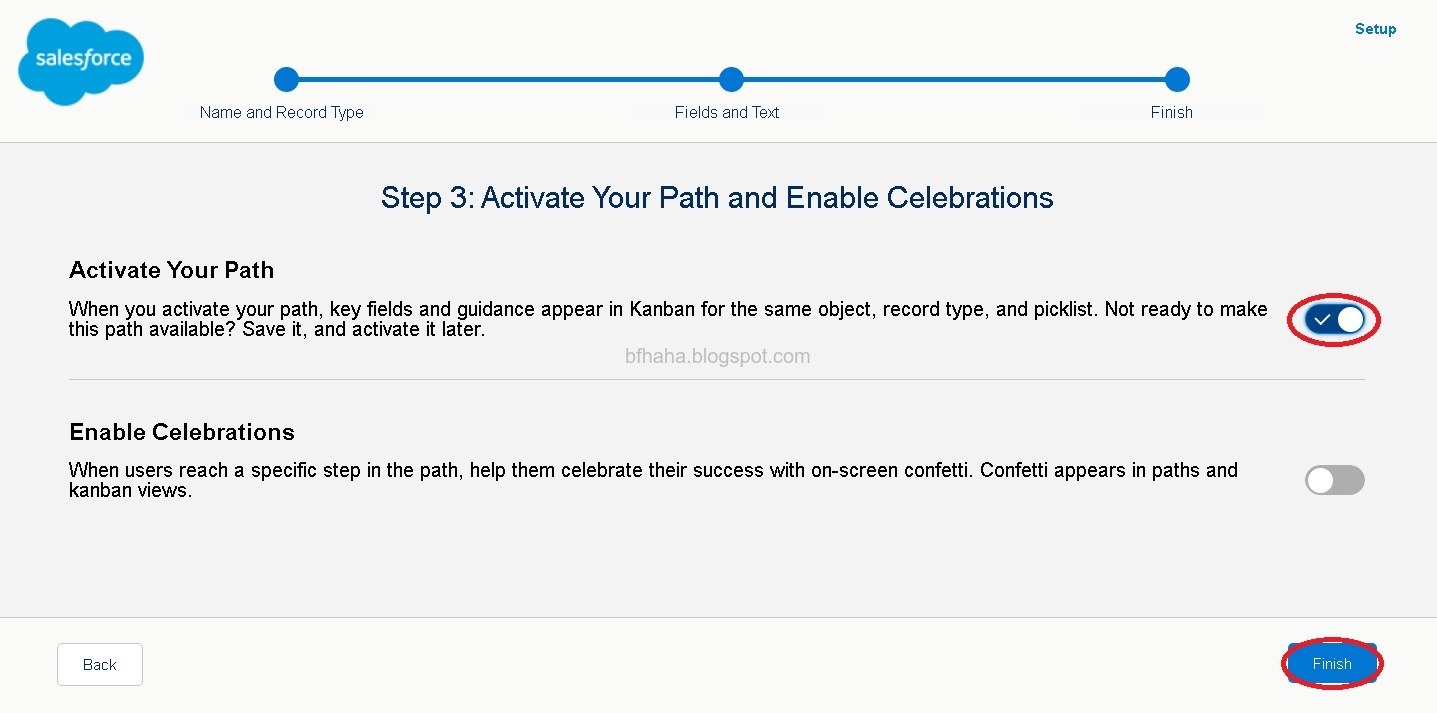 salesforce
Setup
Name and Record Type
Fields and Text
Finish
Step 3: Activate Your Path and Enable Celebrations
Activate Your Path
When you activate your path, key fields and guidance appear in Kanban for the same object, record type, and picklist. Not ready to make
this path available? Save it, and activate it later.
bfhaha.blogspot.com
Enable Celebrations
When users reach a specific step in the path, help them celebrate their success with on-screen confetti. Confetti appears in paths and
kanban views.
Back
Finish